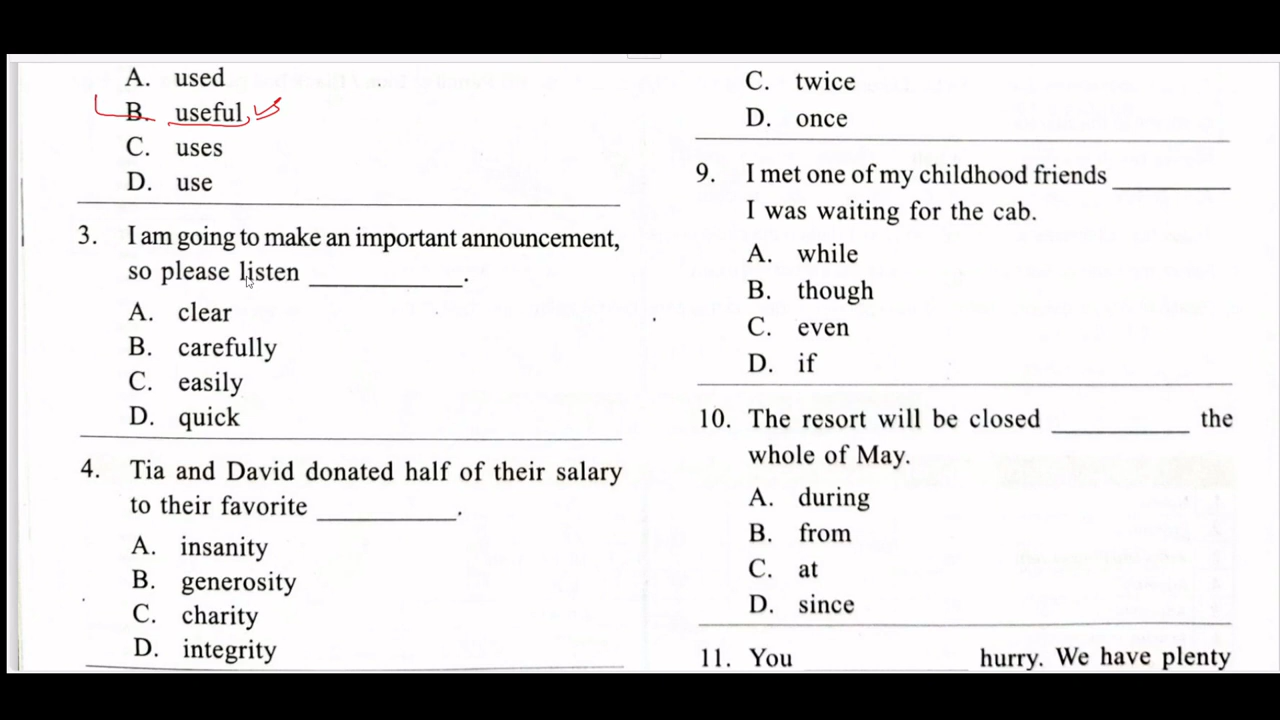 A. used
B. useful
C. uses
D. use
3. I am going to make an important announcement,
so please listen __________.
A. clear
B. carefully
C. easily
D. quick
4. Tia and David donated half of their salary
to their favorite __________.
A. insanity
B. generosity
C. charity
D. integrity
C. twice
D. once
9. I met one of my childhood friends __________
I was waiting for the cab.
A. while
B. though
C. even
D. if
10. The resort will be closed __________ the
whole of May.
A. during
B. from
C. at
D. since
11. You __________ hurry. We have plenty